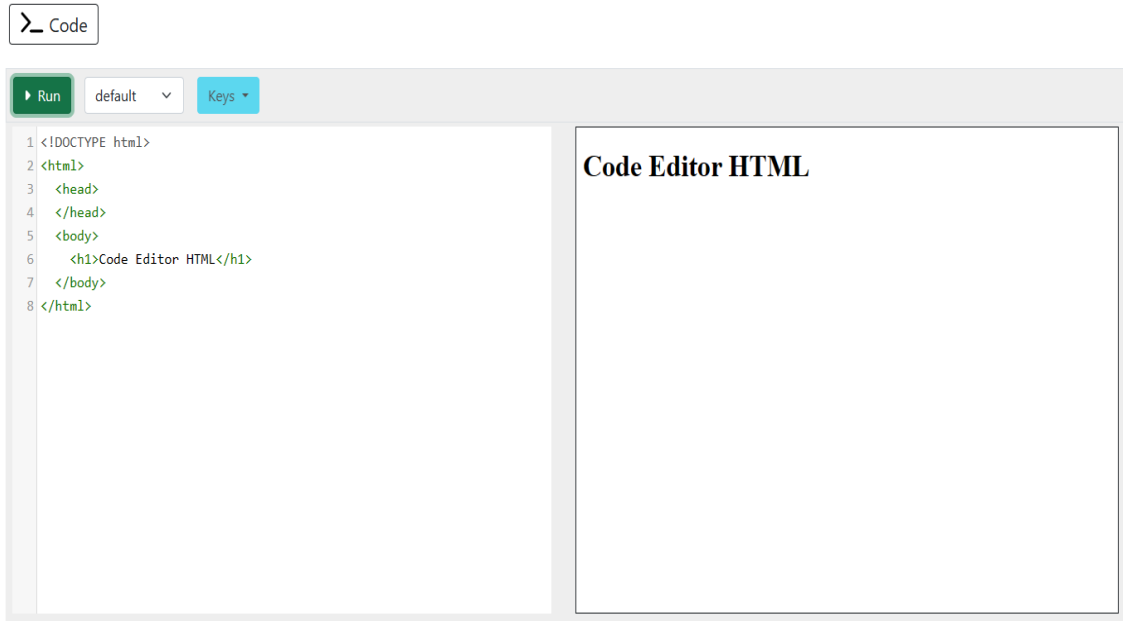 Code
Run default Keys
1 <!DOCTYPE html>
2 <html>
3   <head>
4   </head>
5   <body>
6     <h1>Code Editor HTML</h1>
7   </body>
8 </html>
Code Editor HTML